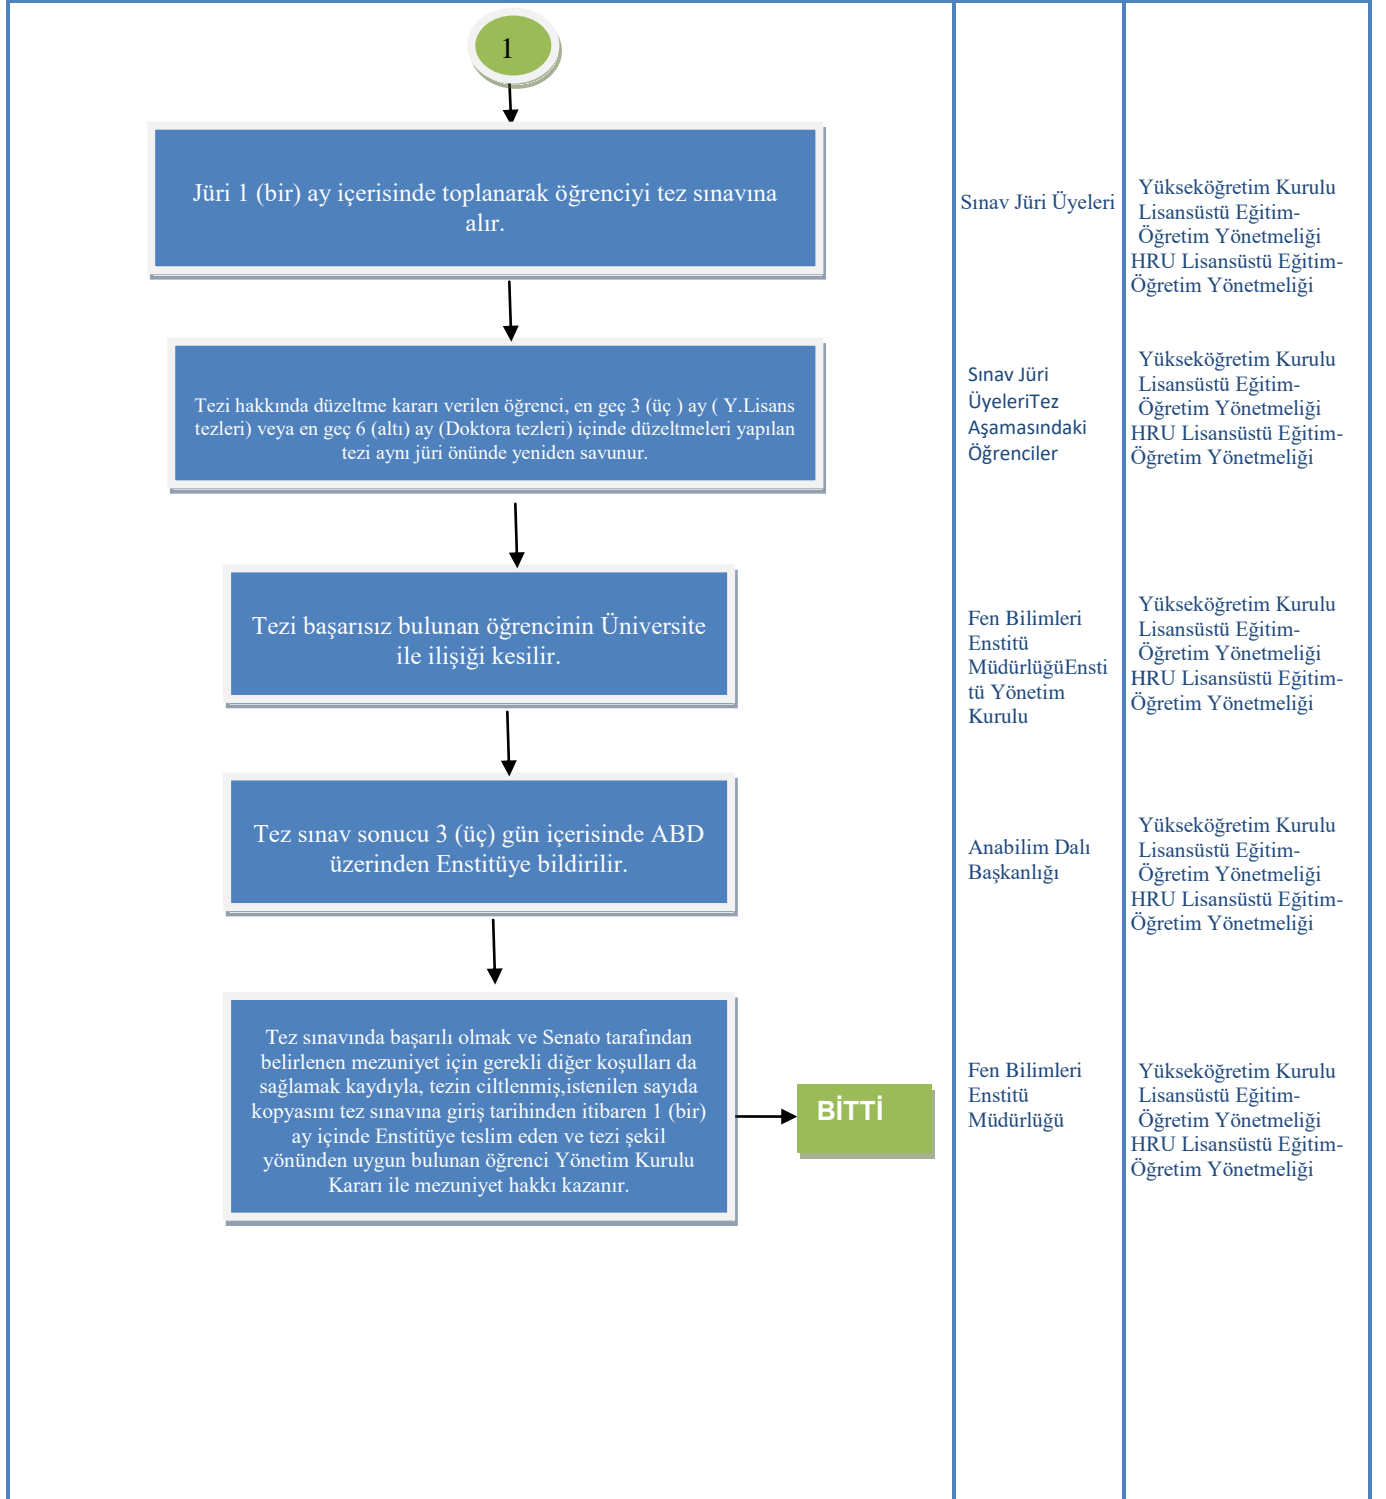 1
Jüri 1 (bir) ay içerisinde toplanarak öğrenciyi tez sınavına
alır.
Sınav Jüri Üyeleri
Yükseköğretim Kurulu
Lisansüstü Eğitim-
Öğretim Yönetmeliği
HRU Lisansüstü Eğitim-
Öğretim Yönetmeliği
Tezi hakkında düzeltme kararı verilen öğrenci, en geç 3 (üç ) ay ( Y.Lisans
tezleri) veya en geç 6 (altı) ay (Doktora tezleri) içinde düzeltmeleri yapılan
tezi aynı jüri önünde yeniden savunur.
Sınav Jüri
ÜyeleriTez
Aşamasındaki
Öğrenciler
Yükseköğretim Kurulu
Lisansüstü Eğitim-
Öğretim Yönetmeliği
HRU Lisansüstü Eğitim-
Öğretim Yönetmeliği
Tezi başarısız bulunan öğrencinin Üniversite
ile ilişiği kesilir.
Fen Bilimleri
Enstitü
MüdürlüğüEnsti
tü Yönetim
Kurulu
Yükseköğretim Kurulu
Lisansüstü Eğitim-
Öğretim Yönetmeliği
HRU Lisansüstü Eğitim-
Öğretim Yönetmeliği
Tez sınav sonucu 3 (üç) gün içerisinde ABD
üzerinden Enstitüye bildirilir.
Anabilim Dalı
Başkanlığı
Yükseköğretim Kurulu
Lisansüstü Eğitim-
Öğretim Yönetmeliği
HRU Lisansüstü Eğitim-
Öğretim Yönetmeliği
Tez sınavında başarılı olmak ve Senato tarafından
belirlenen mezuniyet için gerekli diğer koşulları da
sağlamak kaydıyla, tezin ciltlenmiş,istenilen sayıda
kopyasını tez sınavına giriş tarihinden itibaren 1 (bir)
ay içinde Enstitüye teslim eden ve tezi şekil
yönünden uygun bulunan öğrenci Yönetim Kurulu
Kararı ile mezuniyet hakkı kazanır.
BİTTİ
Fen Bilimleri
Enstitü
Müdürlüğü
Yükseköğretim Kurulu
Lisansüstü Eğitim-
Öğretim Yönetmeliği
HRU Lisansüstü Eğitim-
Öğretim Yönetmeliği